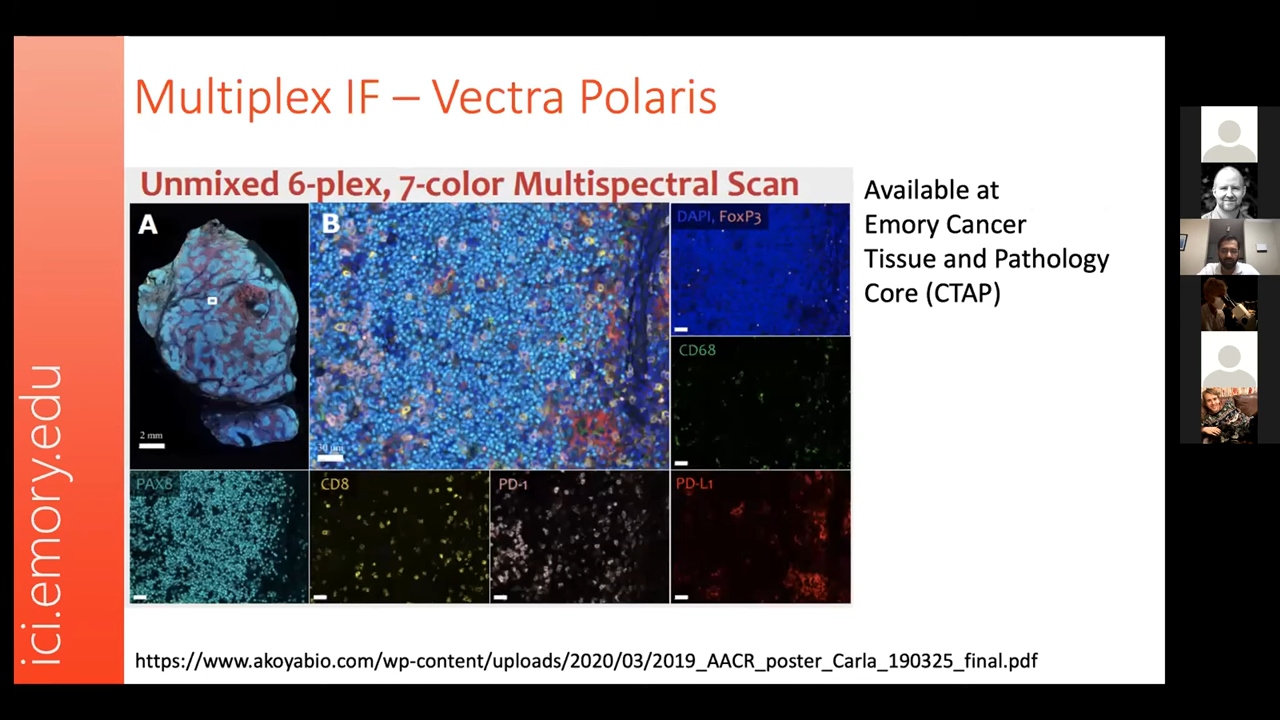 Multiplex IF – Vectra Polaris
Unmixed 6-plex, 7-color Multispectral Scan
A
B
2 mm
30 µm
DAPI, FoxP3
CD68
PAX8
CD8
PD-1
PD-L1
Available at
Emory Cancer
Tissue and Pathology
Core (CTAP)
ici.emory.edu
https://www.akoyabio.com/wp-content/uploads/2020/03/2019_AACR_poster_Carla_190325_final.pdf